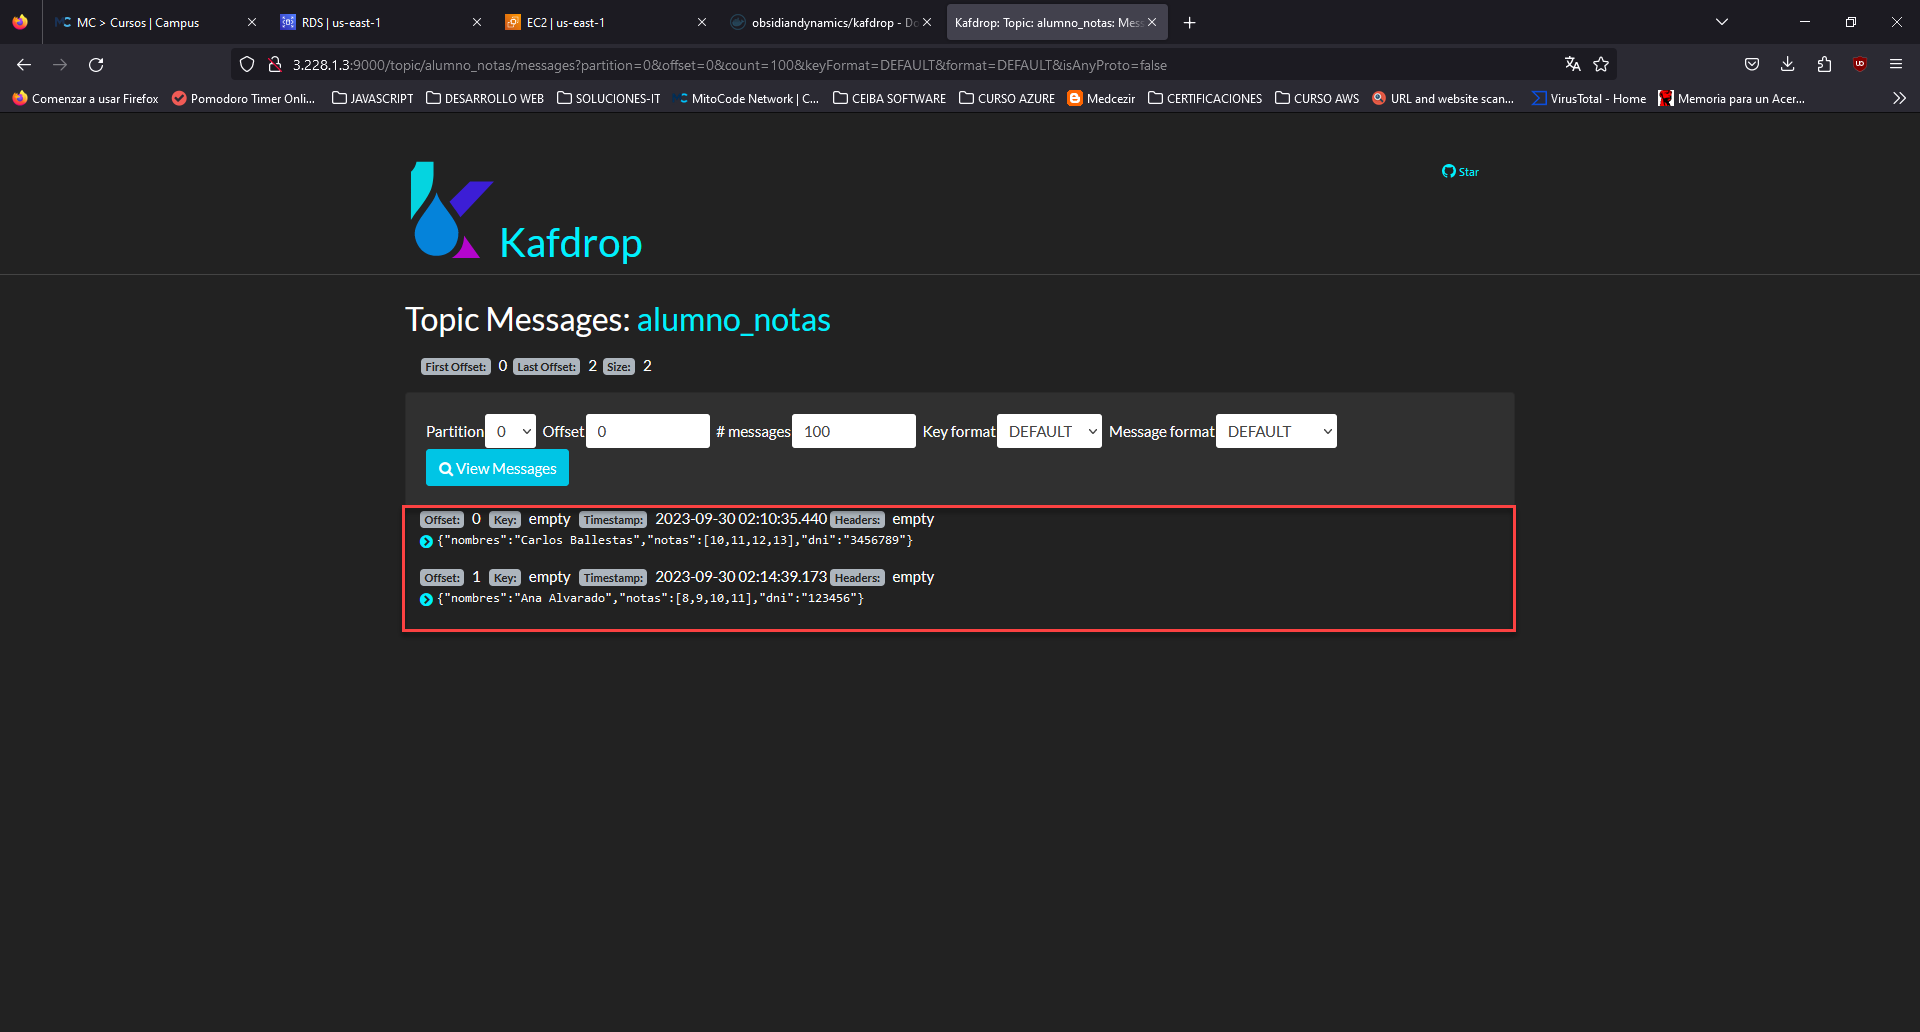 MC > Cursos | Campus
RDS | us-east-1
EC2 | us-east-1
obsidiandynamics/kafdrop - Do
Kafdrop: Topic: alumno_notas: Mess
3.228.1.3:9000/topic/alumno_notas/messages?partition=0&offset=0&count=100&keyFormat=DEFAULT&format=DEFAULT&isAnyProto=false
Comenzar a usar Firefox
Pomodoro Timer Onli...
JAVASCRIPT
DESARROLLO WEB
SOLUCIONES-IT
MitoCode Network | C...
CEIBA SOFTWARE
CURSO AZURE
Medcezir
CERTIFICACIONES
CURSO AWS
URL and website scan...
VirusTotal - Home
Memoria para un Acer...
Star
Kafdrop
Topic Messages: alumno_notas
First Offset: 0 Last Offset: 2 Size: 2
Partition 0 Offset 0 # messages 100 Key format DEFAULT Message format DEFAULT
View Messages
Offset: 0 Key: empty Timestamp: 2023-09-30 02:10:35.440 Headers: empty
{"nombres":"Carlos Ballestas","notas":[10,11,12,13],"dni":"3456789"}
Offset: 1 Key: empty Timestamp: 2023-09-30 02:14:39.173 Headers: empty
{"nombres":"Ana Alvarado","notas":[8,9,10,11],"dni":"123456"}